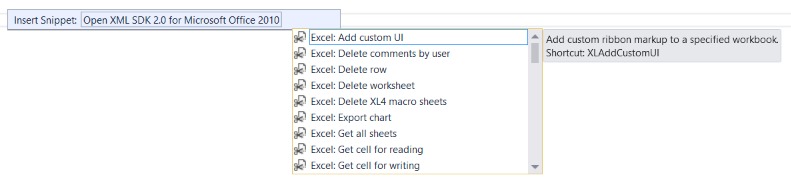 Insert Snippet: Open XML SDK 2.0 for Microsoft Office 2010
Excel: Add custom UI
Excel: Delete comments by user
Excel: Delete row
Excel: Delete worksheet
Excel: Delete XL4 macro sheets
Excel: Export chart
Excel: Get all sheets
Excel: Get cell for reading
Excel: Get cell for writing
Add custom ribbon markup to a specified workbook.
Shortcut: XLAddCustomUI